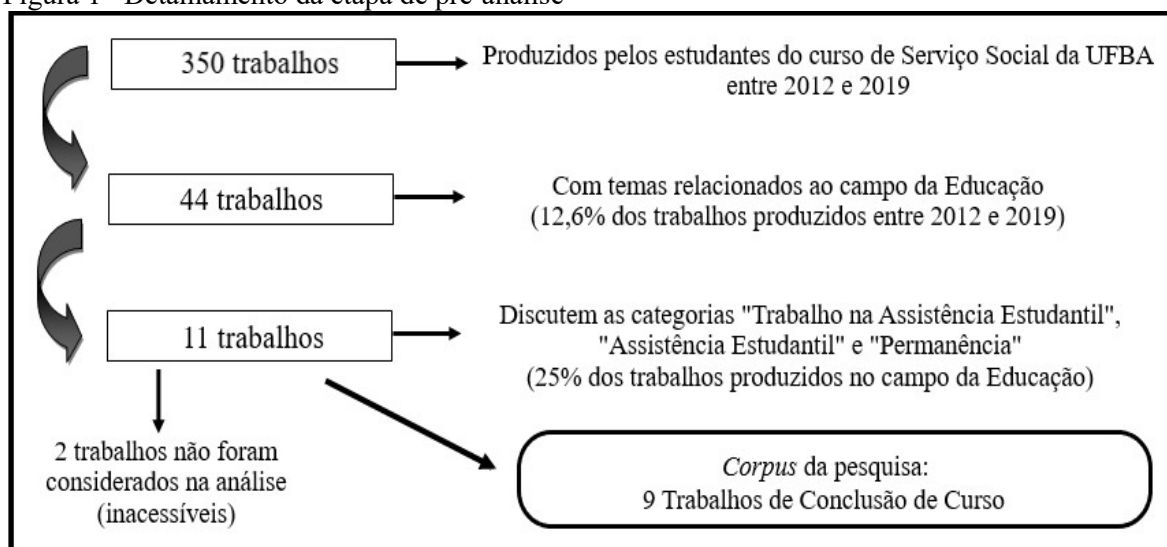 Figura 1 - Detalhamento da etapa de pré-análise
350 trabalhos
Produzidos pelos estudantes do curso de Serviço Social da UFBA
entre 2012 e 2019
44 trabalhos
Com temas relacionados ao campo da Educação
(12,6% dos trabalhos produzidos entre 2012 e 2019)
11 trabalhos
Discutem as categorias "Trabalho na Assistência Estudantil",
"Assistência Estudantil" e "Permanência"
(25% dos trabalhos produzidos no campo da Educação)
2 trabalhos não foram
considerados na análise
(inacessíveis)
Corpus da pesquisa:
9 Trabalhos de Conclusão de Curso